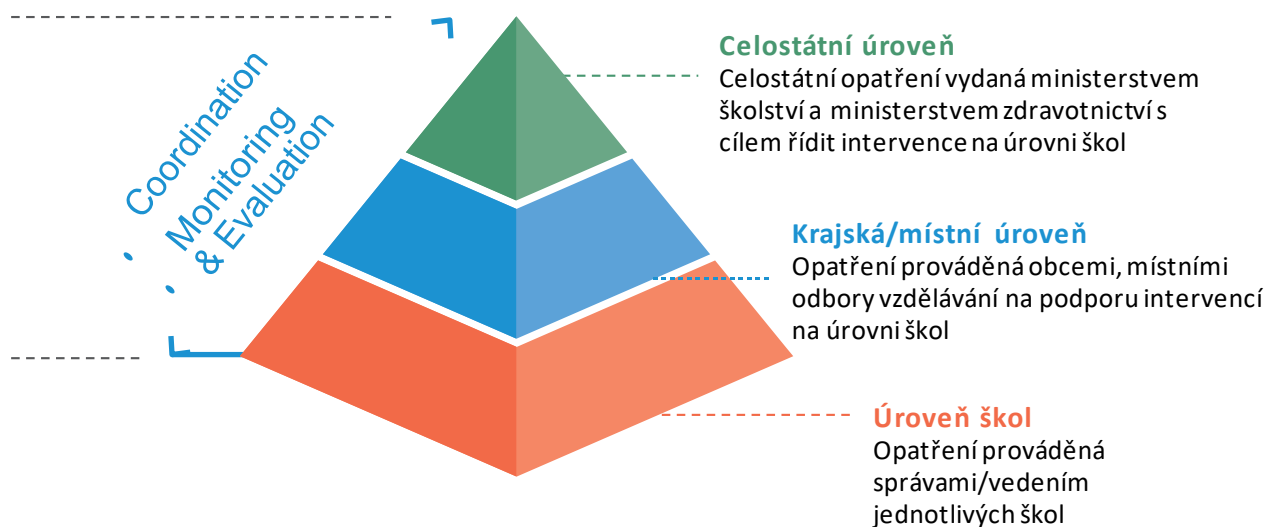 • Coordination
• Monitoring
& Evaluation
Celostátní úroveň
Celostátní opatření vydaná ministerstvem
školství a ministerstvem zdravotnictví s
cílem řídit intervence na úrovni škol
Krajská/místní úroveň
Opatření prováděná obcemi, místními
odbory vzdělávání na podporu intervencí
na úrovni škol
Úroveň škol
Opatření prováděná
správami/vedením
jednotlivých škol